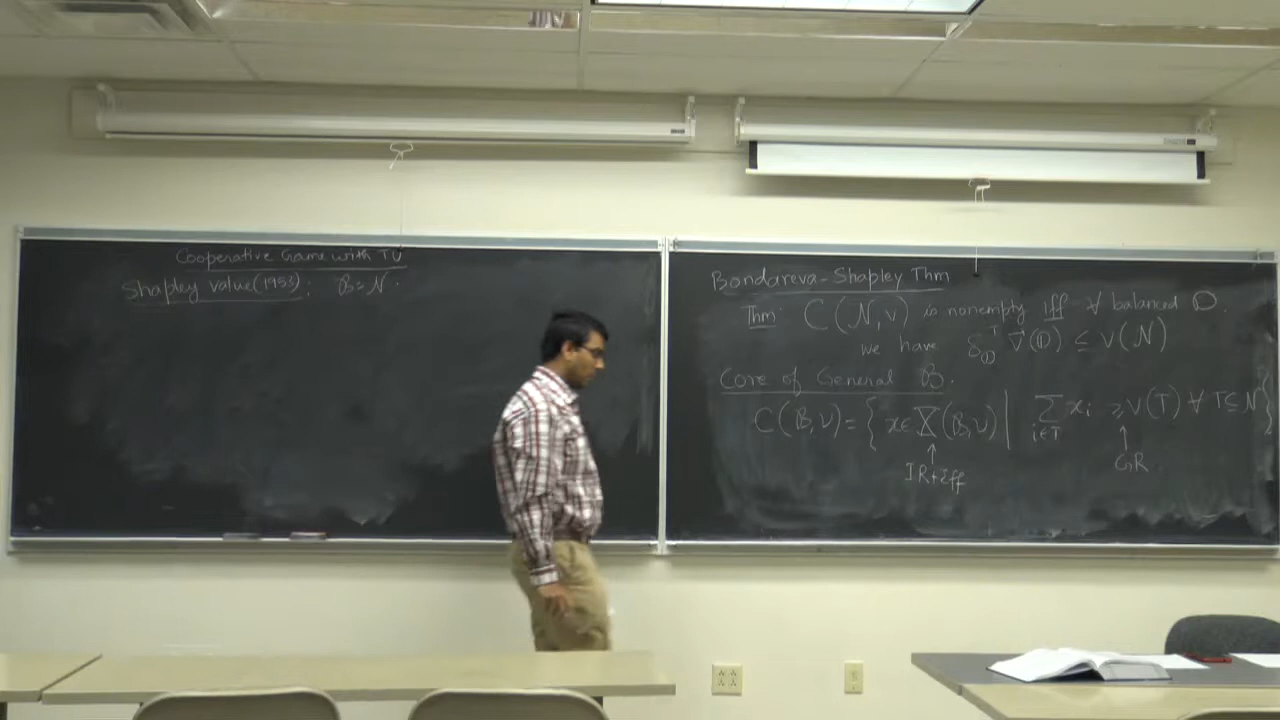 Cooperative Game with TU
Shapley value (1953): ℬ = N.
Bondareva-Shapley Thm
Thm: C(N, v) is nonempty iff ∀ balanced 𝔻.
we have δ_𝔻^T v⃗(𝔻) ≤ v(N)
Core of General ℬ.
C(ℬ, v) = { x ∈ X(ℬ, v) | ∑_{i∈T} x_i ≥ v(T) ∀ T ⊆ N }
IR+Eff
GR